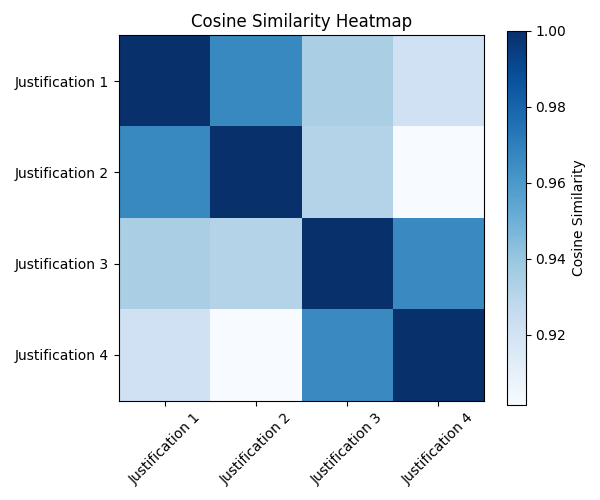 Cosine Similarity Heatmap
Justification 1
Justification 2
Justification 3
Justification 4
Justification 1
Justification 2
Justification 3
Justification 4
1.00
0.98
0.96
0.94
0.92
Cosine Similarity